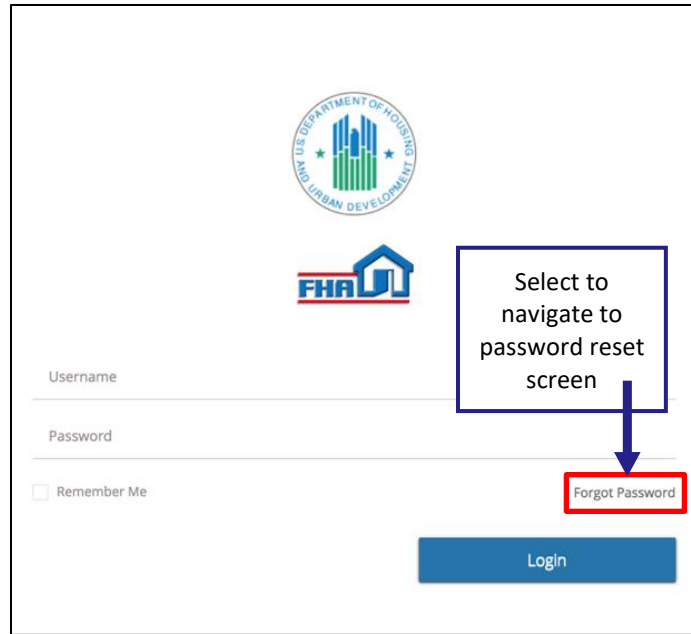 U.S. DEPARTMENT OF HOUSING
AND URBAN DEVELOPMENT
FHA
Select to
navigate to
password reset
screen
Username
Password
Remember Me
Forgot Password
Login